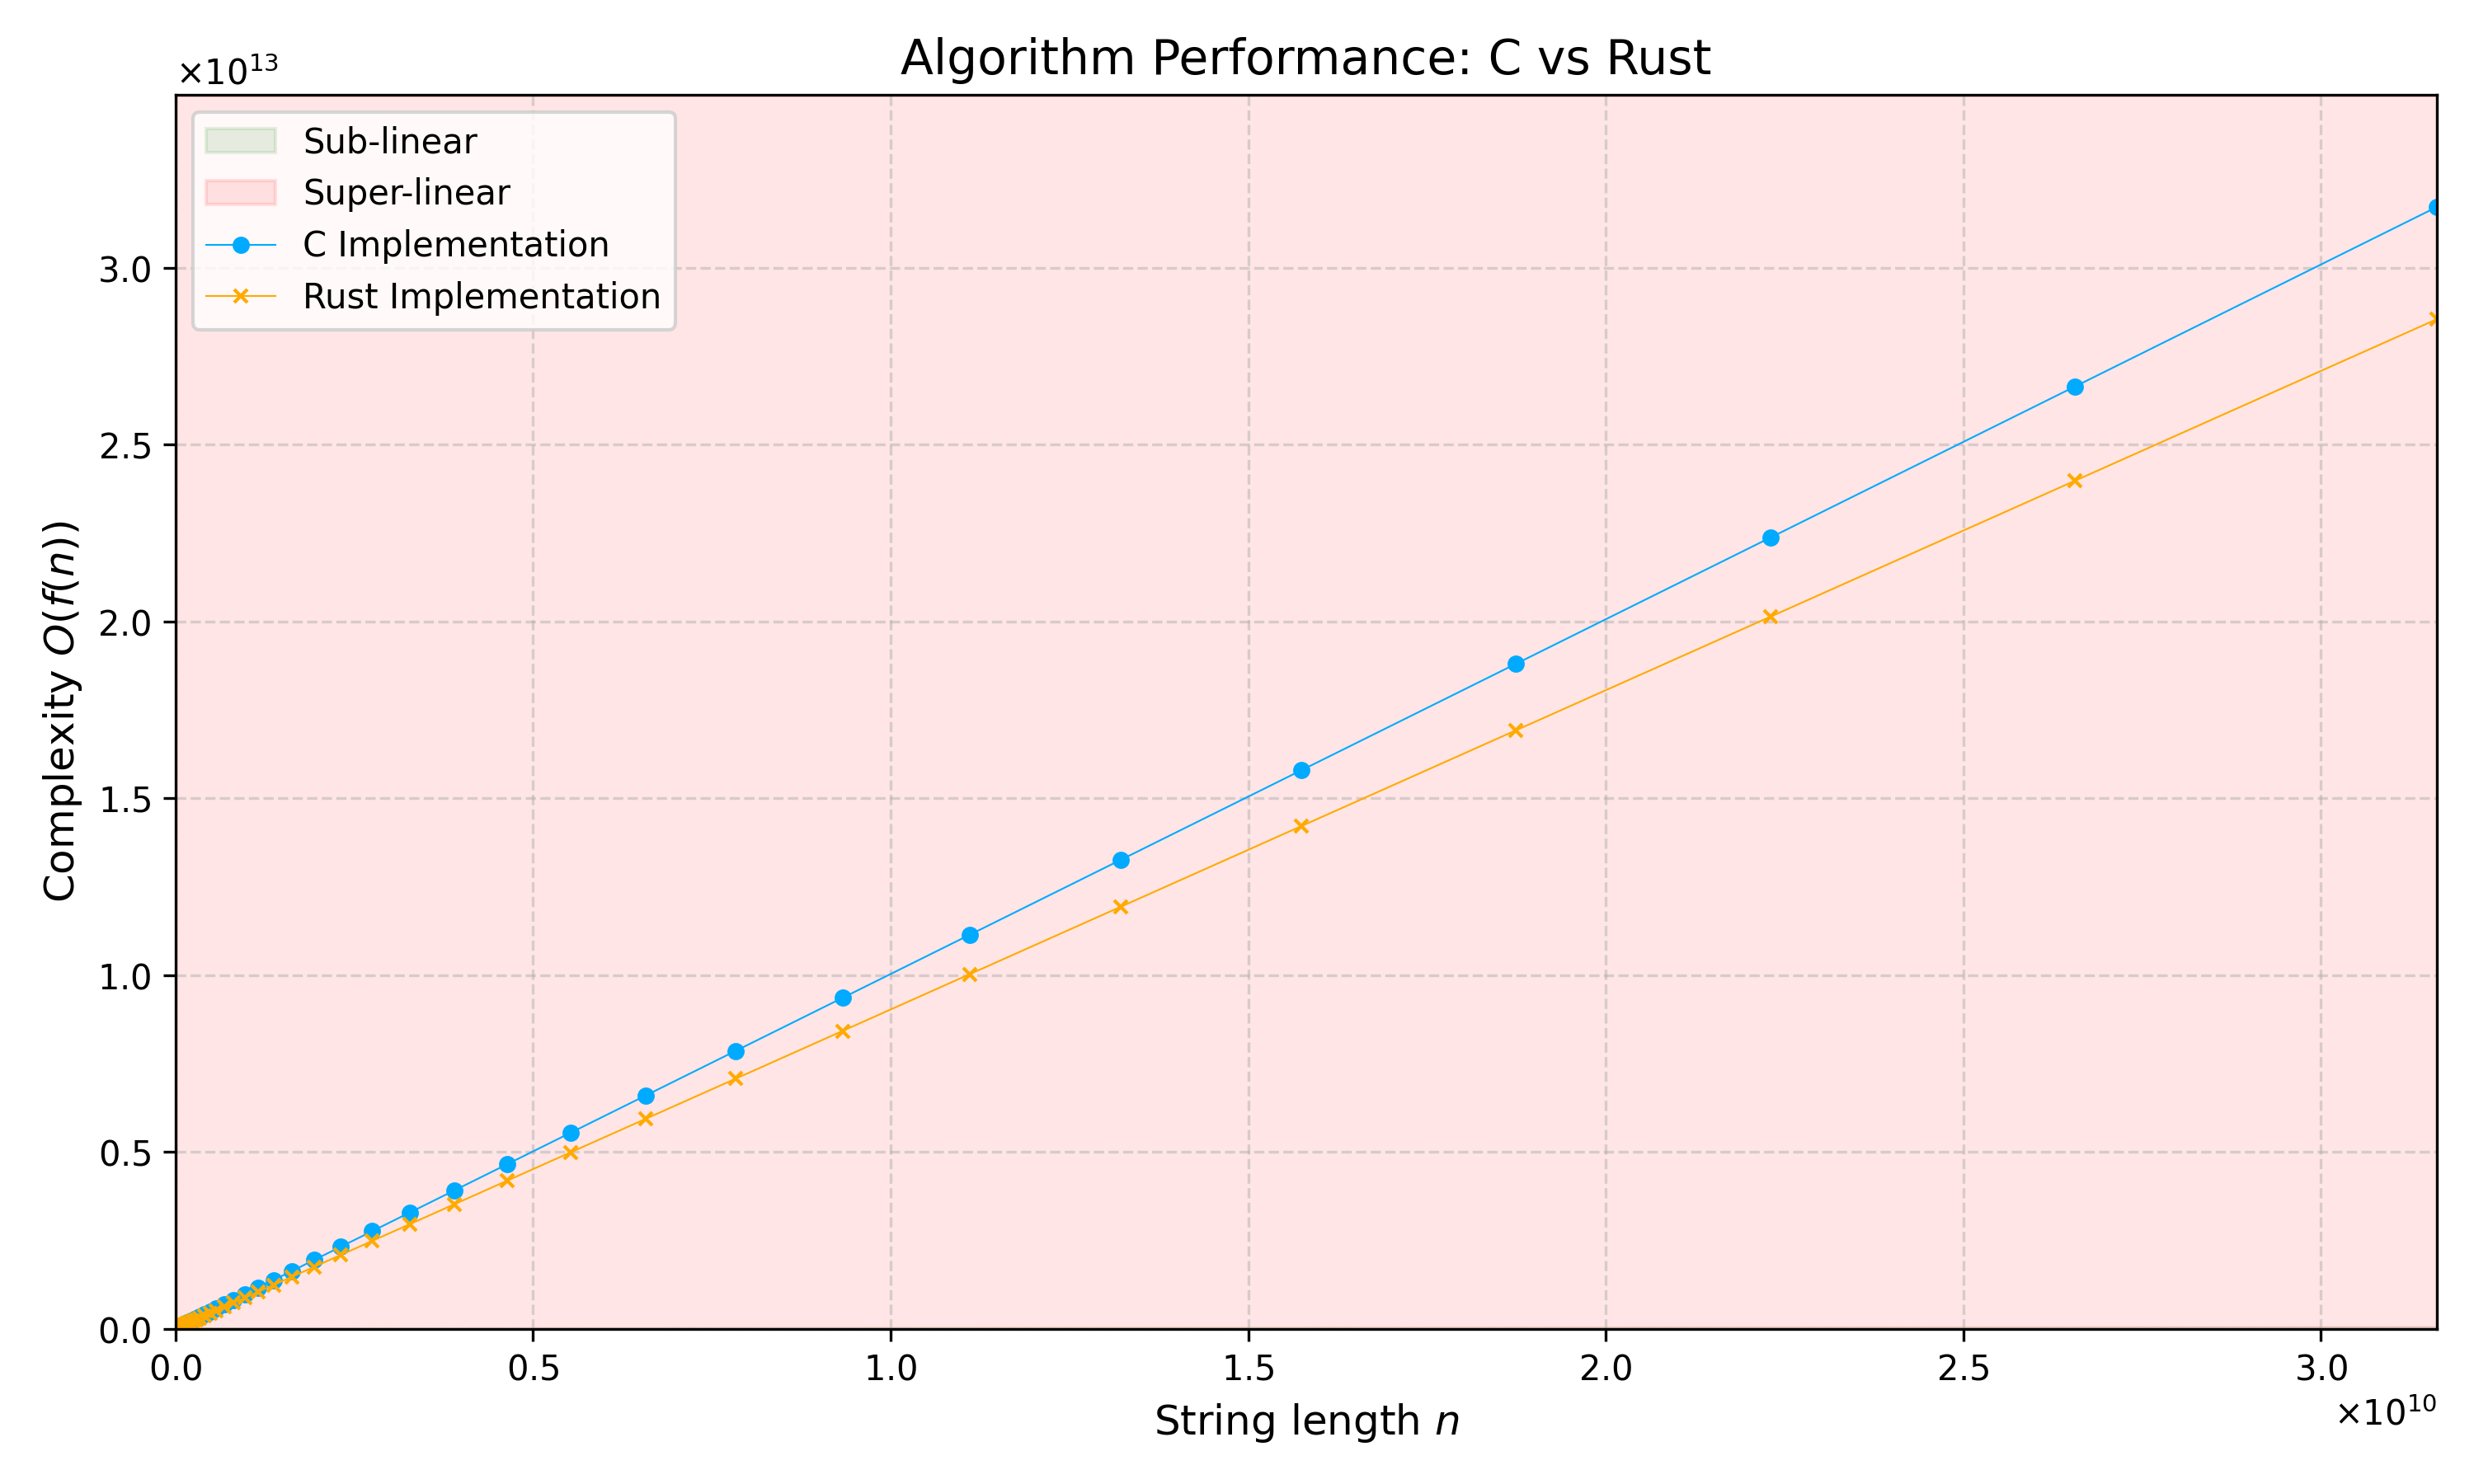 Algorithm Performance: C vs Rust
×10¹³
Sub-linear
Super-linear
C Implementation
Rust Implementation
3.0
2.5
2.0
1.5
1.0
0.5
0.0
Complexity O(f(n))
0.0 0.5 1.0 1.5 2.0 2.5 3.0
×10¹⁰
String length n